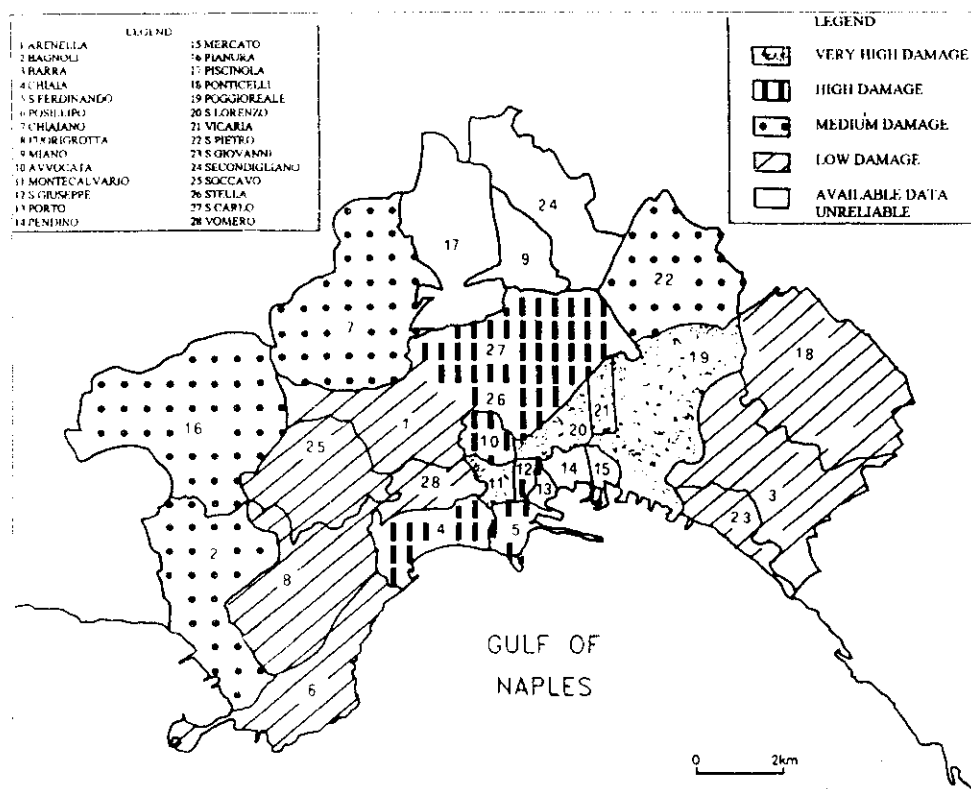 LEGEND
1 ARENELLA
2 BAGNOLI
3 BARRA
4 CHIAIA
5 S FERDINANDO
6 POSILLIPO
7 CHIAIANO
8 FUORIGROTTA
9 MIANO
10 AVVOCATA
11 MONTECALVARIO
12 S GIUSEPPE
13 PORTO
14 PENDINO
15 MERCATO
16 PIANURA
17 PISCINOLA
18 PONTICELLI
19 POGGIOREALE
20 S LORENZO
21 VICARIA
22 S PIETRO
23 S GIOVANNI
24 SECONDIGLIANO
25 SOCCAVO
26 STELLA
27 S CARLO
28 VOMERO
LEGEND
VERY HIGH DAMAGE
HIGH DAMAGE
MEDIUM DAMAGE
LOW DAMAGE
AVAILABLE DATA
UNRELIABLE
24
17
9
22
7
27
19
18
26
16
1
21
20
25
10
28
11
12
13
14
15
3
23
4
5
2
8
6
GULF OF
NAPLES
0 2km